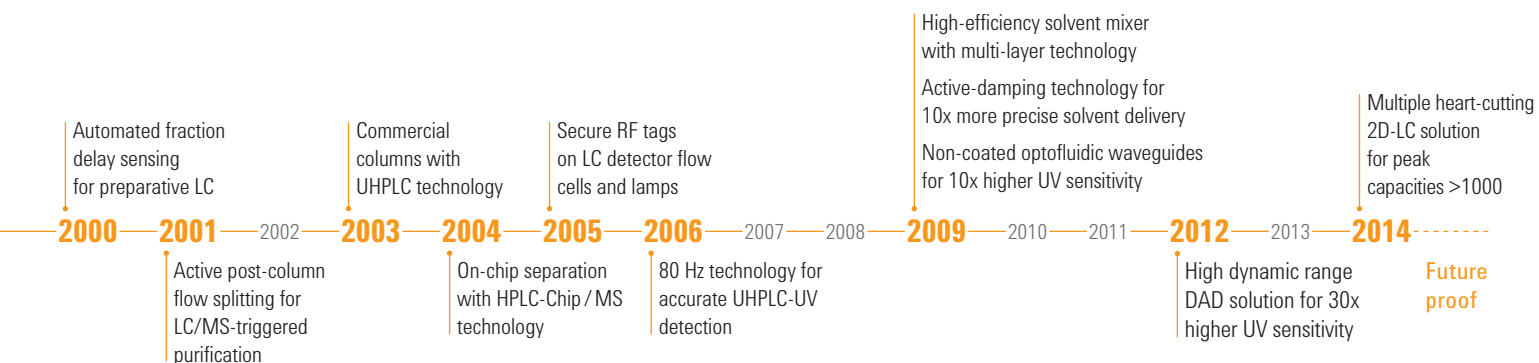 High-efficiency solvent mixer
with multi-layer technology
Active-damping technology for
10x more precise solvent delivery
Non-coated optofluidic waveguides
for 10x higher UV sensitivity
Automated fraction
delay sensing
for preparative LC
Commercial
columns with
UHPLC technology
Secure RF tags
on LC detector flow
cells and lamps
Multiple heart-cutting
2D-LC solution
for peak
capacities >1000
2000 2001 2002 2003 2004 2005 2006 2007 2008 2009 2010 2011 2012 2013 2014
Active post-column
flow splitting for
LC/MS-triggered
purification
On-chip separation
with HPLC-Chip / MS
technology
80 Hz technology for
accurate UHPLC-UV
detection
High dynamic range
DAD solution for 30x
higher UV sensitivity
Future
proof